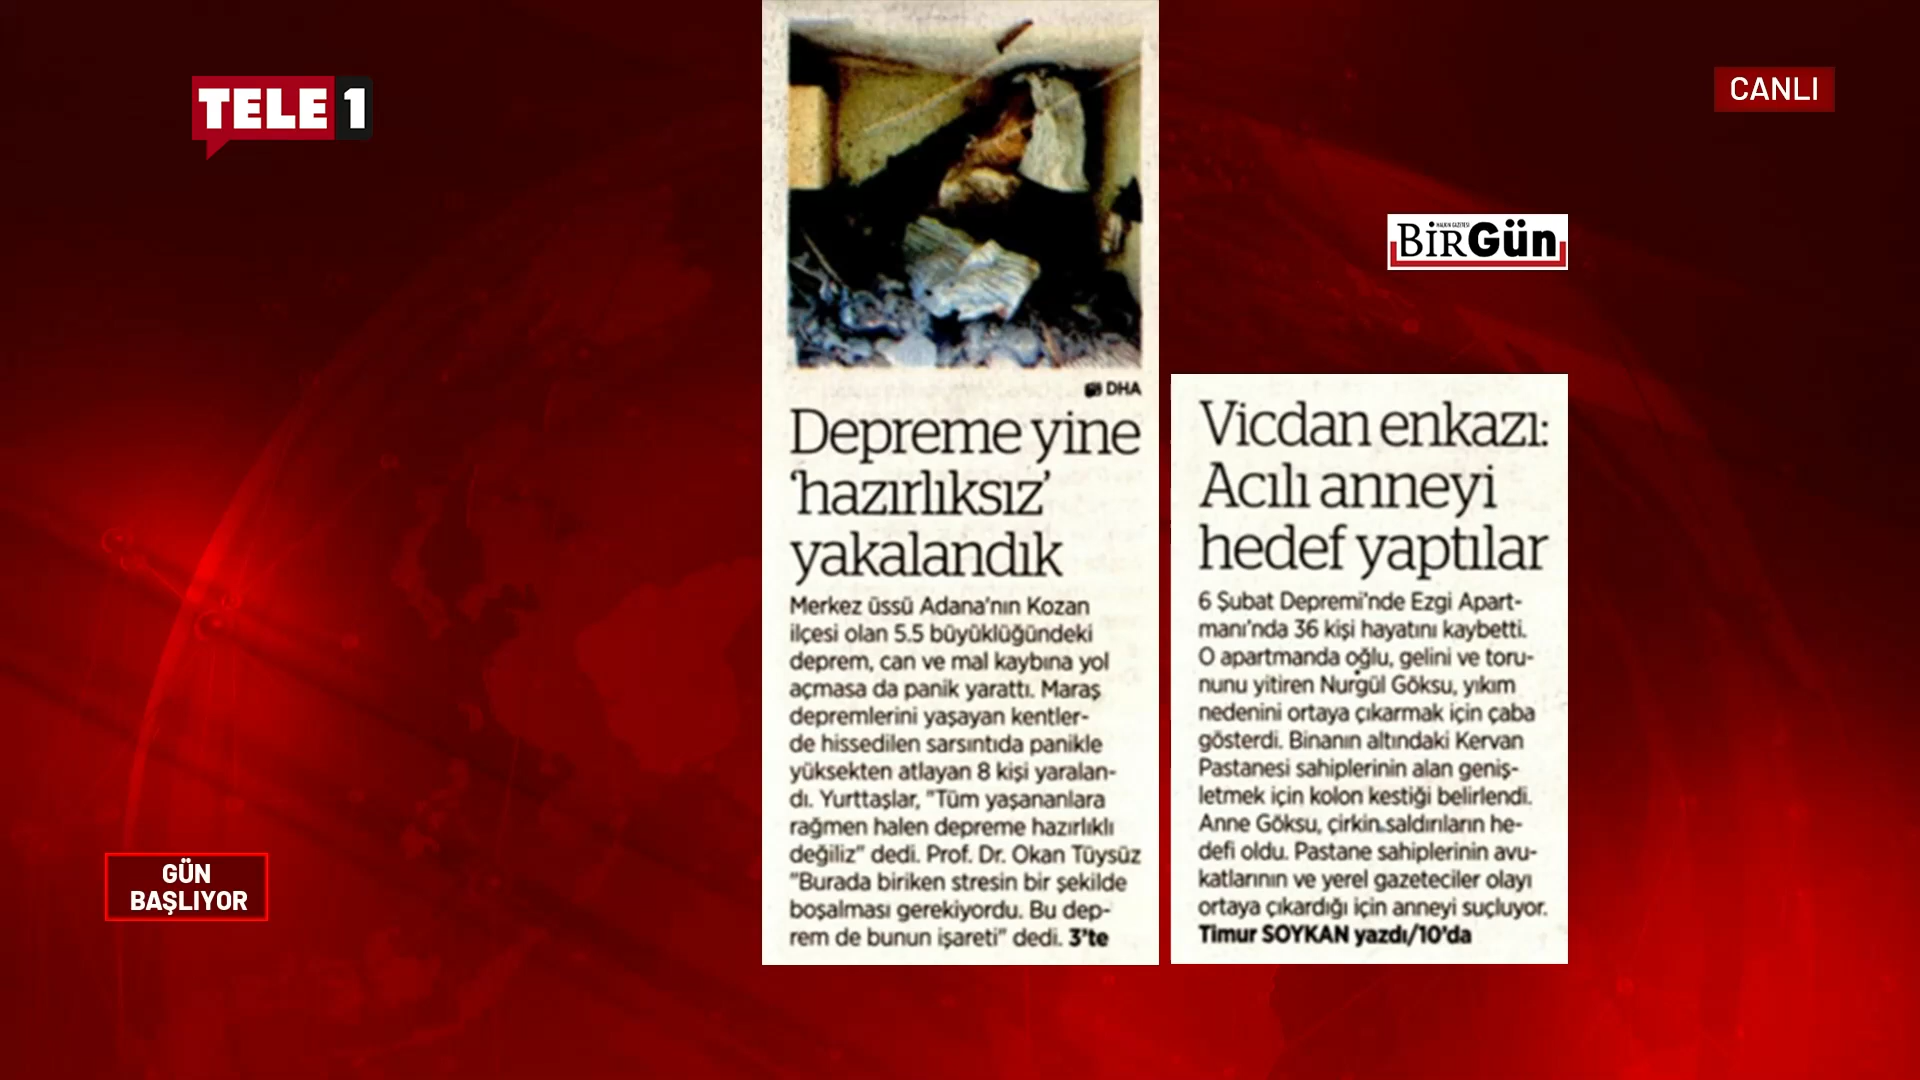 TELE 1
CANLI
HALKIN GAZETESİ
BİRGün
DHA
Depreme yine
‘hazırlıksız’
yakalandık
Merkez üssü Adana’nın Kozan
ilçesi olan 5.5 büyüklüğündeki
deprem, can ve mal kaybına yol
açmasa da panik yarattı. Maraş
depremlerini yaşayan kentler-
de hissedilen sarsıntıda panikle
yüksekten atlayan 8 kişi yaralan-
dı. Yurttaşlar, "Tüm yaşananlara
rağmen halen depreme hazırlıklı
değiliz" dedi. Prof. Dr. Okan Tüysüz
"Burada biriken stresin bir şekilde
boşalması gerekiyordu. Bu dep-
rem de bunun işareti" dedi. 3’te
Vicdan enkazı:
Acılı anneyi
hedef yaptılar
6 Şubat Depremi’nde Ezgi Apart-
manı’nda 36 kişi hayatını kaybetti.
O apartmanda oğlu, gelini ve toru-
nunu yitiren Nurgül Göksu, yıkım
nedenini ortaya çıkarmak için çaba
gösterdi. Binanın altındaki Kervan
Pastanesi sahiplerinin alan geniş-
letmek için kolon kestiği belirlendi.
Anne Göksu, çirkin saldırıların he-
defi oldu. Pastane sahiplerinin avu-
katlarının ve yerel gazeteciler olayı
ortaya çıkardığı için anneyi suçluyor.
Timur SOYKAN yazdı/10’da
GÜN
BAŞLIYOR